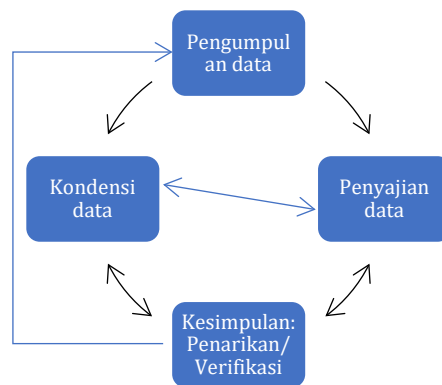 Pengumpul
an data
Kondensi
data
Penyajian
data
Kesimpulan:
Penarikan/
Verifikasi